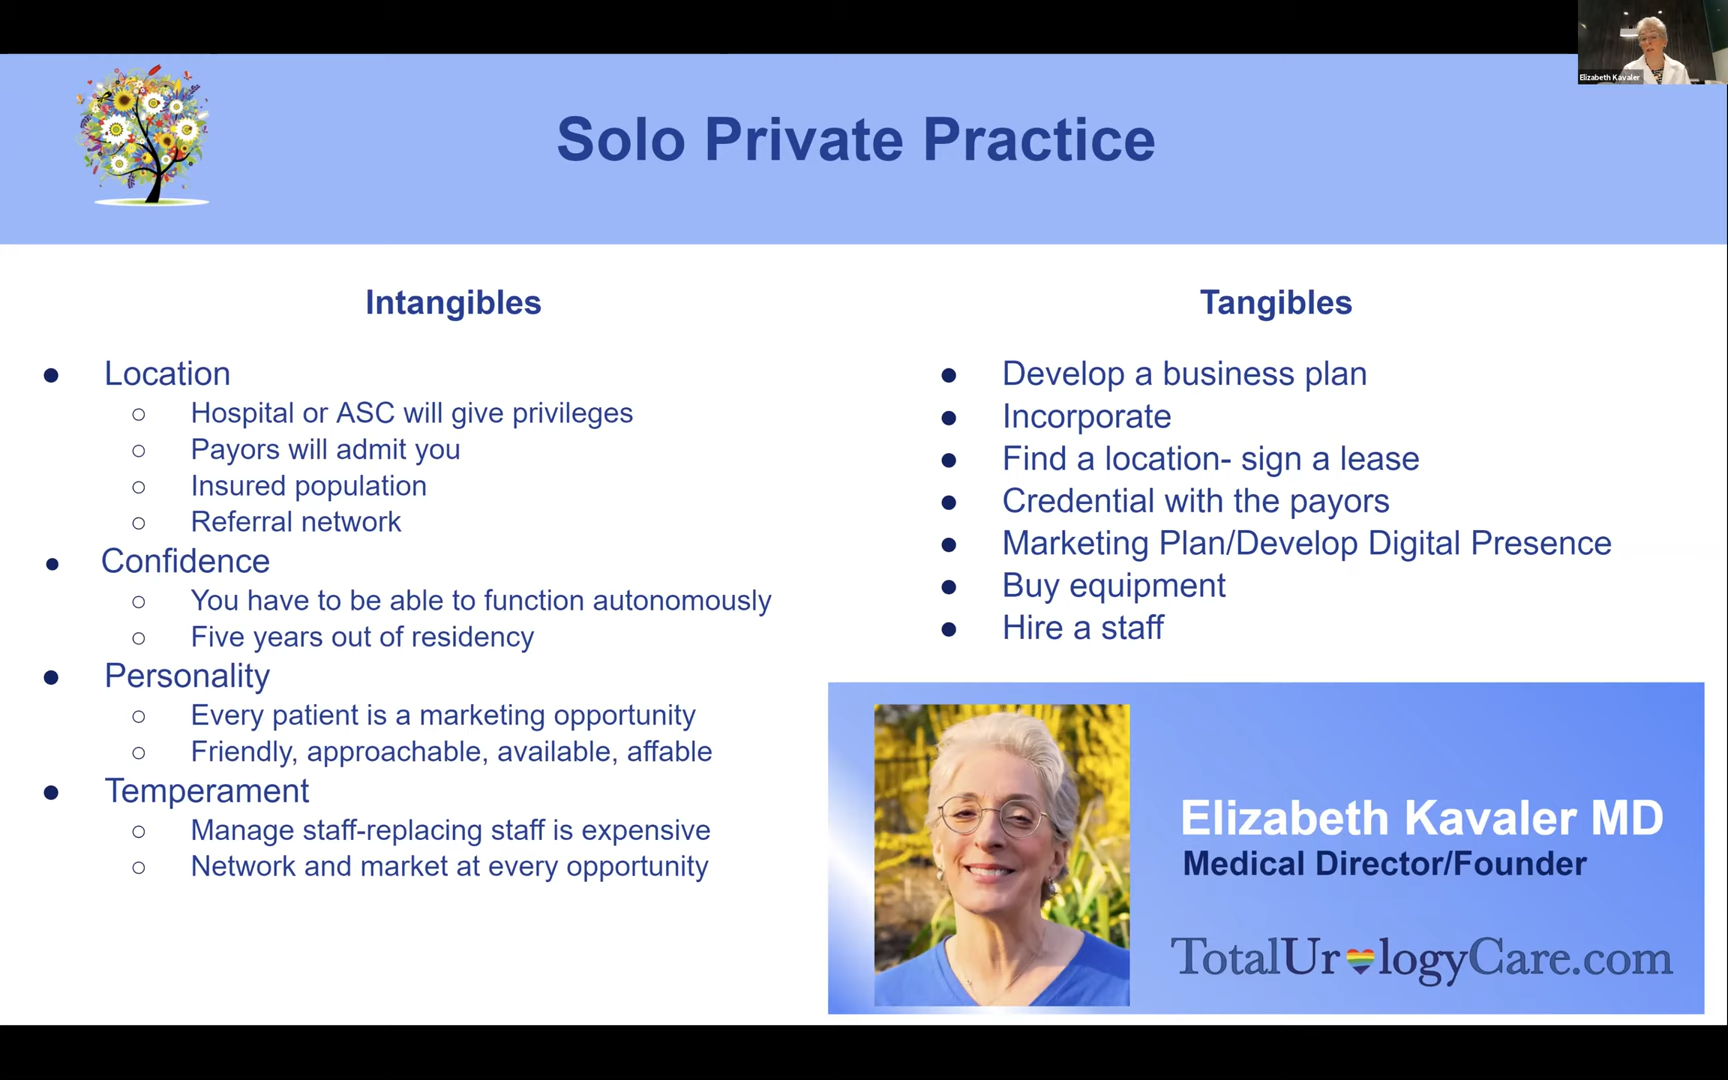 Elizabeth Kavaler
Solo Private Practice
Intangibles
● Location
○ Hospital or ASC will give privileges
○ Payors will admit you
○ Insured population
○ Referral network
● Confidence
○ You have to be able to function autonomously
○ Five years out of residency
● Personality
○ Every patient is a marketing opportunity
○ Friendly, approachable, available, affable
● Temperament
○ Manage staff-replacing staff is expensive
○ Network and market at every opportunity
Tangibles
● Develop a business plan
● Incorporate
● Find a location- sign a lease
● Credential with the payors
● Marketing Plan/Develop Digital Presence
● Buy equipment
● Hire a staff
Elizabeth Kavaler MD
Medical Director/Founder
TotalUrologyCare.com